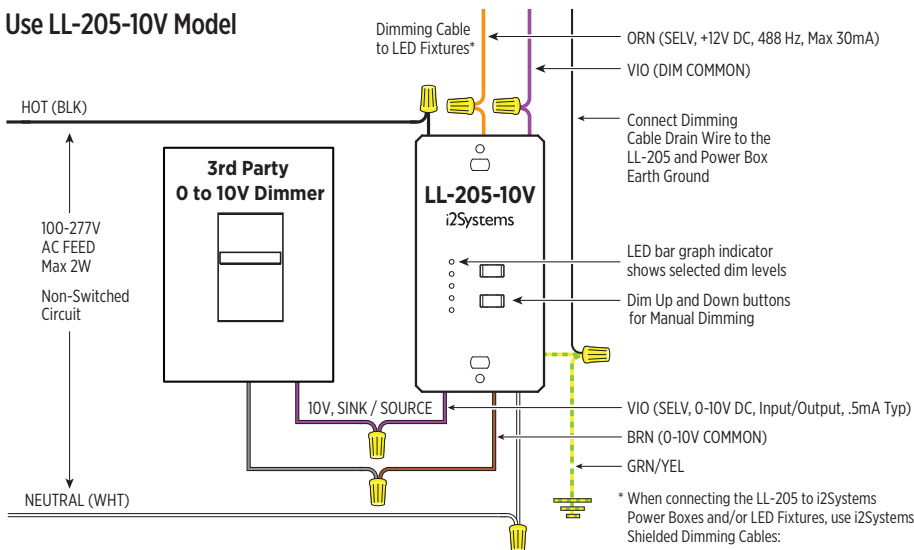 Use LL-205-10V Model
Dimming Cable
to LED Fixtures*
ORN (SELV, +12V DC, 488 Hz, Max 30mA)
VIO (DIM COMMON)
HOT (BLK)
Connect Dimming
Cable Drain Wire to the
LL-205 and Power Box
Earth Ground
3rd Party
0 to 10V Dimmer
LL-205-10V
i2Systems
100-277V
AC FEED
Max 2W
Non-Switched
Circuit
LED bar graph indicator
shows selected dim levels
Dim Up and Down buttons
for Manual Dimming
10V, SINK / SOURCE
VIO (SELV, 0-10V DC, Input/Output, .5mA Typ)
BRN (0-10V COMMON)
GRN/YEL
NEUTRAL (WHT)
* When connecting the LL-205 to i2Systems
Power Boxes and/or LED Fixtures, use i2Systems
Shielded Dimming Cables: